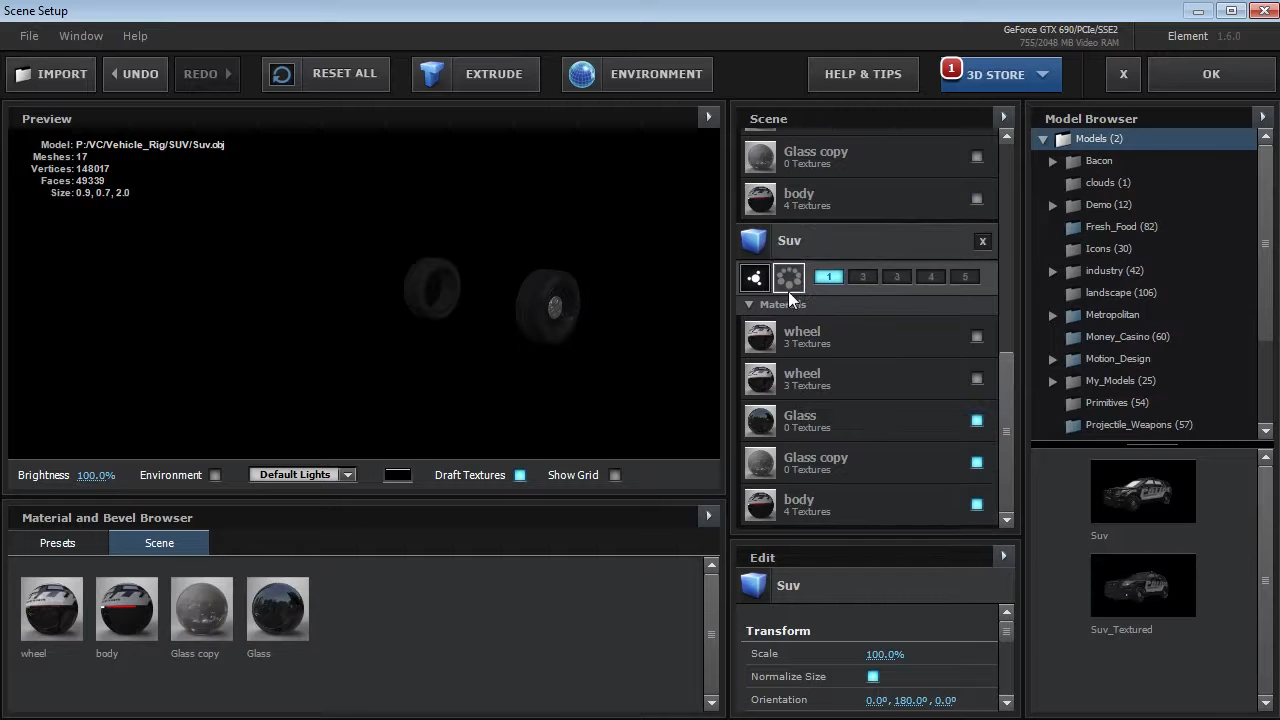 Scene Setup
File Window Help
GeForce GTX 690/PCIe/SSE2
755/2048 MB Video RAM
Element 1.6.0
IMPORT UNDO REDO RESET ALL EXTRUDE ENVIRONMENT HELP & TIPS 1 3D STORE X OK
Preview
Model: P:/VC/Vehicle_Rig/SUV/Suv.obj
Meshes: 17
Vertices: 148017
Faces: 49339
Size: 0.9, 0.7, 2.0
Brightness 100.0% Environment Default Lights Draft Textures Show Grid
Material and Bevel Browser
Presets Scene
wheel body Glass copy Glass
Scene
Glass copy
0 Textures
body
4 Textures
Suv x
1 3 3 4 5
wheel
3 Textures
wheel
3 Textures
Glass
0 Textures
Glass copy
0 Textures
body
4 Textures
Edit
Suv
Transform
Scale 100.0%
Normalize Size
Orientation 0.0º, 180.0º, 0.0º
Model Browser
Models (2)
Bacon
clouds (1)
Demo (12)
Fresh_Food (82)
Icons (30)
industry (42)
landscape (106)
Metropolitan
Money_Casino (60)
Motion_Design
My_Models (25)
Primitives (54)
Projectile_Weapons (57)
Suv
Suv_Textured